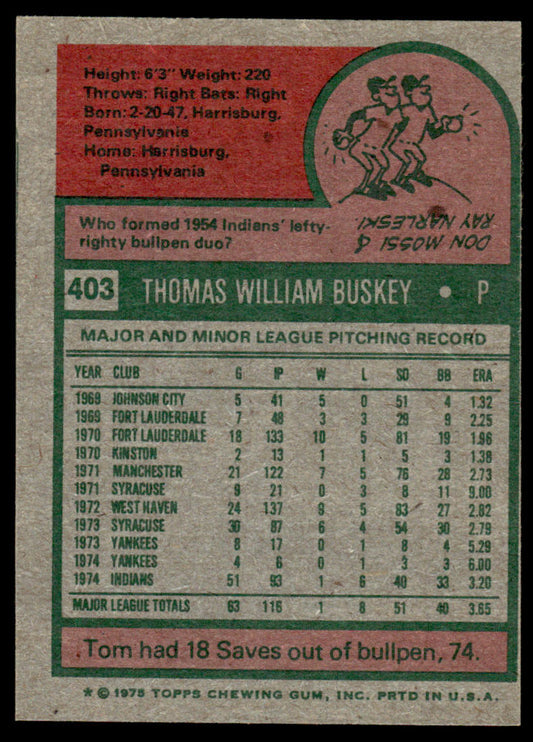 Height: 6'3" Weight: 220
Throws: Right Bats: Right
Born: 2-20-47, Harrisburg,
Pennsylvania
Home: Harrisburg,
Pennsylvania
Who formed 1954 Indians' lefty-
righty bullpen duo?
DON MOSSI &
RAY NARLESKI.
403 THOMAS WILLIAM BUSKEY • P
MAJOR AND MINOR LEAGUE PITCHING RECORD
YEAR CLUB G IP W L SO BB ERA
1969 JOHNSON CITY 5 41 5 0 51 4 1.32
1969 FORT LAUDERDALE 7 48 3 3 29 9 2.25
1970 FORT LAUDERDALE 18 133 10 5 81 19 1.96
1970 KINSTON 2 13 1 1 5 3 1.38
1971 MANCHESTER 21 122 7 5 76 28 2.73
1971 SYRACUSE 9 21 0 3 8 11 9.00
1972 WEST HAVEN 24 137 9 5 83 27 2.82
1973 SYRACUSE 30 87 6 4 54 30 2.79
1973 YANKEES 8 17 0 1 8 4 5.29
1974 YANKEES 4 6 0 1 3 3 6.00
1974 INDIANS 51 93 1 6 40 33 3.20
MAJOR LEAGUE TOTALS 63 116 1 8 51 40 3.65
Tom had 18 Saves out of bullpen, 74.
* © 1975 TOPPS CHEWING GUM, INC. PRTD IN U.S.A.